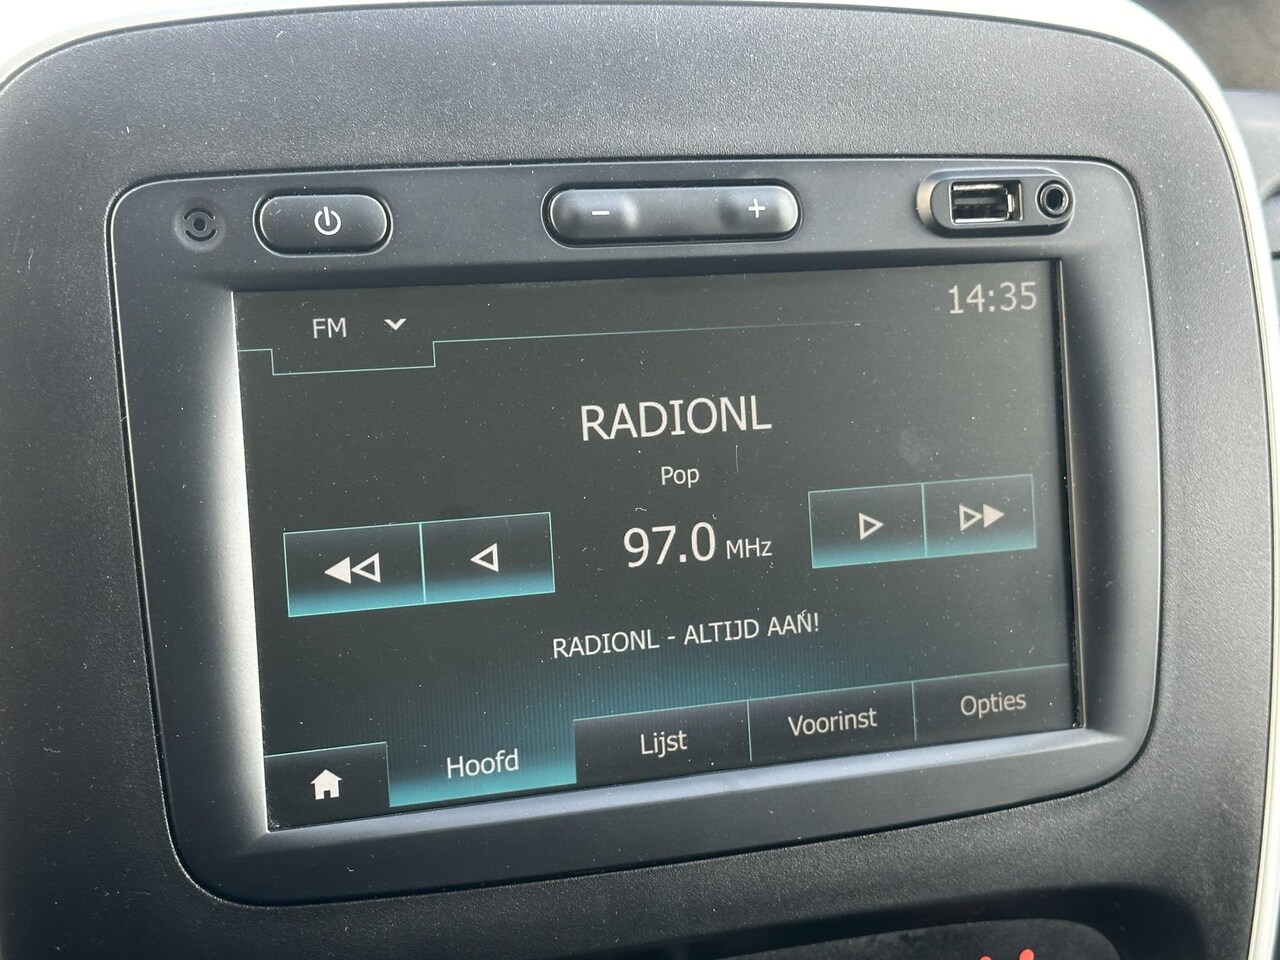 FM
14:35
RADIONL
Pop
97.0 MHz
RADIONL - ALTIJD AAN!
Hoofd
Lijst
Voorinst
Opties